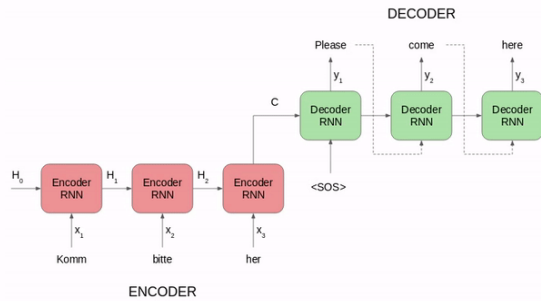 DECODER
Please
come
here
y1
y2
y3
C
Decoder
RNN
Decoder
RNN
Decoder
RNN
H0
H1
H2
Encoder
RNN
Encoder
RNN
Encoder
RNN
<SOS>
x1
x2
x3
Komm
bitte
her
ENCODER